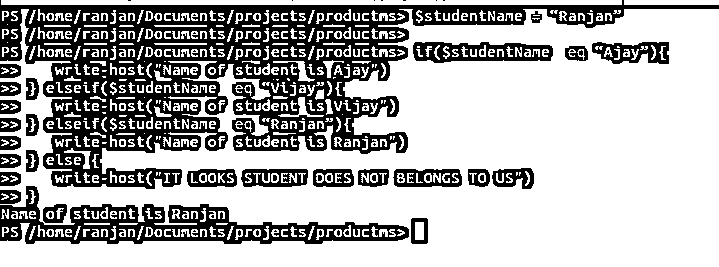 PS /home/ranjan/Documents/projects/productms> $studentName = “Ranjan”
PS /home/ranjan/Documents/projects/productms>
PS /home/ranjan/Documents/projects/productms> if($studentName eq “Ajay”){
>> write-host(“Name of student is Ajay”)
>> } elseif($studentName eq “Vijay”){
>> write-host(“Name of student is Vijay”)
>> } elseif($studentName eq “Ranjan”){
>> write-host(“Name of student is Ranjan”)
>> } else {
>> write-host(“IT LOOKS STUDENT DOES NOT BELONGS TO US”)
>> }
Name of student is Ranjan
PS /home/ranjan/Documents/projects/productms>